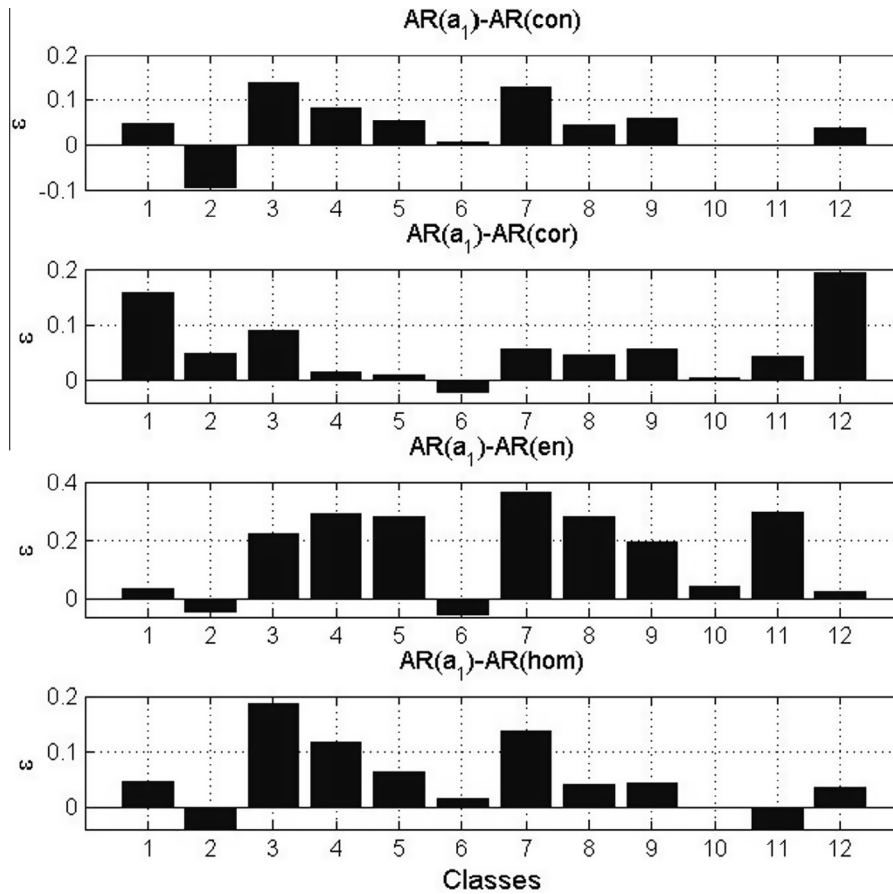 AR(a₁)-AR(con)
0.2
0.1
0
-0.1
ε
1 2 3 4 5 6 7 8 9 10 11 12
AR(a₁)-AR(cor)
0.2
0.1
0
ε
1 2 3 4 5 6 7 8 9 10 11 12
AR(a₁)-AR(en)
0.4
0.2
0
ε
1 2 3 4 5 6 7 8 9 10 11 12
AR(a₁)-AR(hom)
0.2
0.1
0
ε
1 2 3 4 5 6 7 8 9 10 11 12
Classes